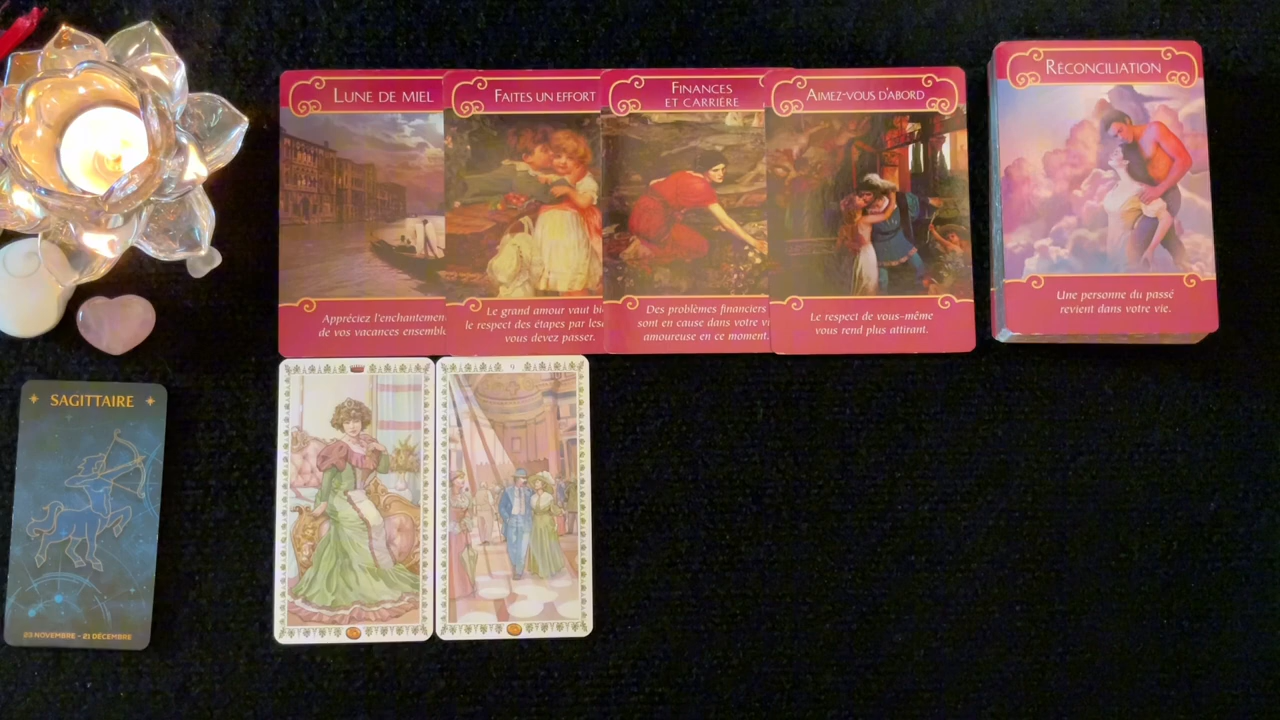 LUNE DE MIEL
Appréciez l'enchantemen
de vos vacances ensembl
FAITES UN EFFORT
Le grand amour vaut bi
le respect des étapes par les
vous devez passer.
FINANCES
ET CARRIÈRE
Des problèmes financiers
sont en cause dans votre vi
amoureuse en ce moment.
AIMEZ-VOUS D'ABORD
Le respect de vous-même
vous rend plus attirant.
RÉCONCILIATION
Une personne du passé
revient dans votre vie.
SAGITTAIRE
23 NOVEMBRE - 21 DÉCEMBRE
9